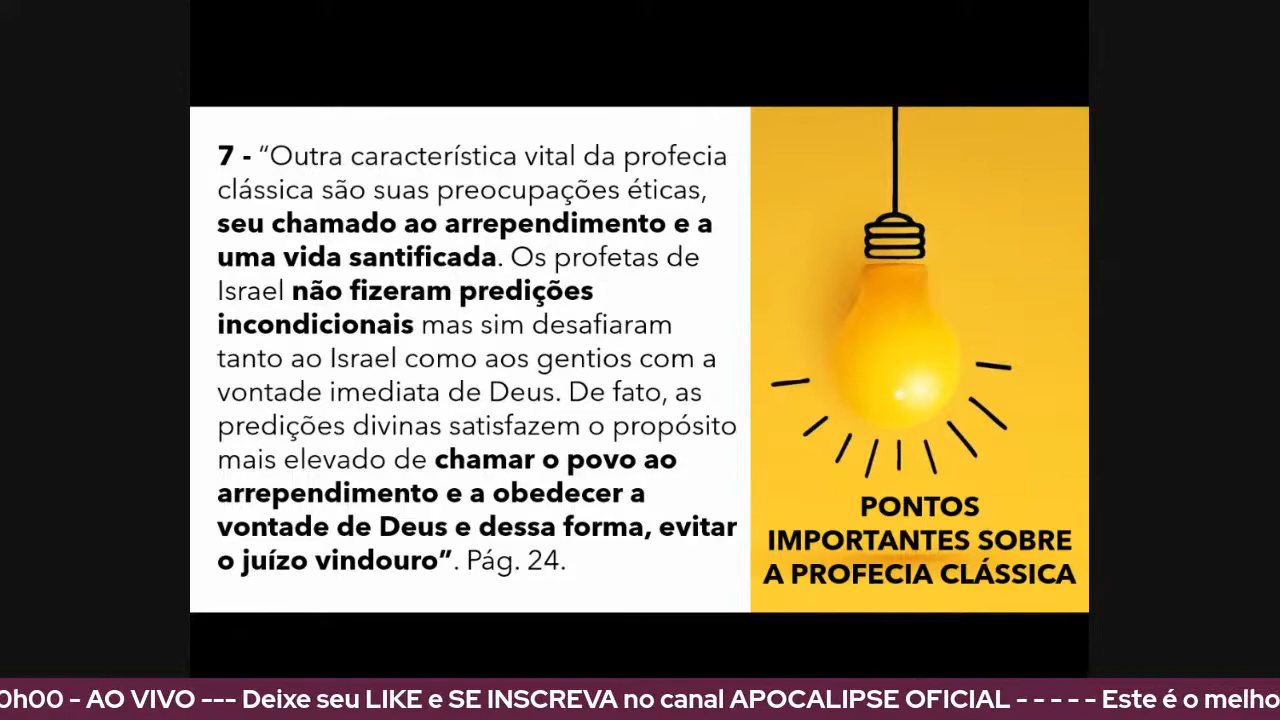 7 - “Outra característica vital da profecia
clássica são suas preocupações éticas,
seu chamado ao arrependimento e a
uma vida santificada. Os profetas de
Israel não fizeram predições
incondicionais mas sim desafiaram
tanto ao Israel como aos gentios com a
vontade imediata de Deus. De fato, as
predições divinas satisfazem o propósito
mais elevado de chamar o povo ao
arrependimento e a obedecer a
vontade de Deus e dessa forma, evitar
o juízo vindouro”. Pág. 24.
PONTOS
IMPORTANTES SOBRE
A PROFECIA CLÁSSICA
0h00 - AO VIVO --- Deixe seu LIKE e SE INSCREVA no canal APOCALIPSE OFICIAL - - - - - Este é o melho